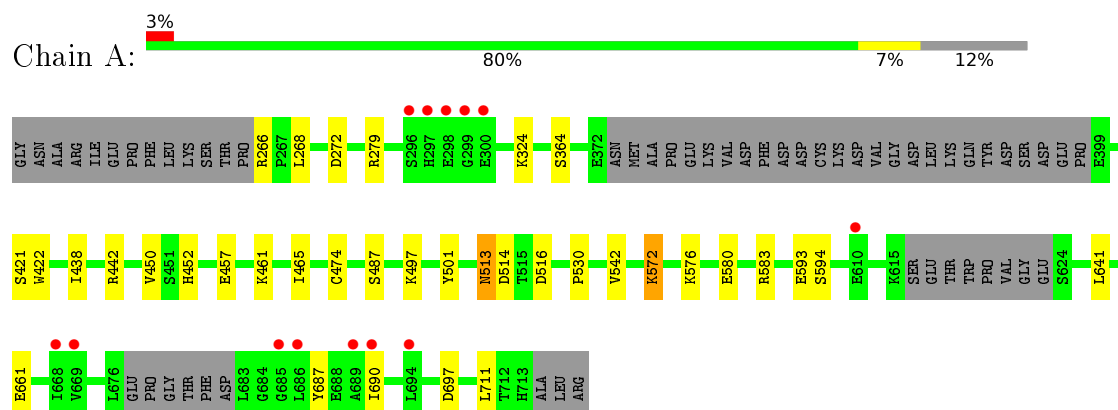 3%
Chain A:
80% 7% 12%
GLY ASN ALA ARG ILE GLU PRO PHE LEU LYS SER THR PRO R266 P267 L268 D272 R279 S296 H297 E298 G299 E300 K324 S364 E372 ASN MET ALA PRO GLU LYS VAL ASP PHE ASP ASP CYS LYS ASP VAL GLY ASP LEU LYS GLN TYR ASP SER ASP GLU PRO E399
S421 W422 I438 R442 V450 S451 H452 E457 K461 I465 C474 S487 K497 Y501 N513 D514 T515 D516 P530 V542 K572 K576 E580 R583 E593 S594 E610 K615 SER GLU THR TRP PRO VAL GLY GLU S624 L641
E661 I668 V669 L676 GLU PRO GLY THR PHE ASP L683 G684 G685 L686 Y687 E688 A689 I690 L694 D697 L711 T712 H713 ALA LEU ARG